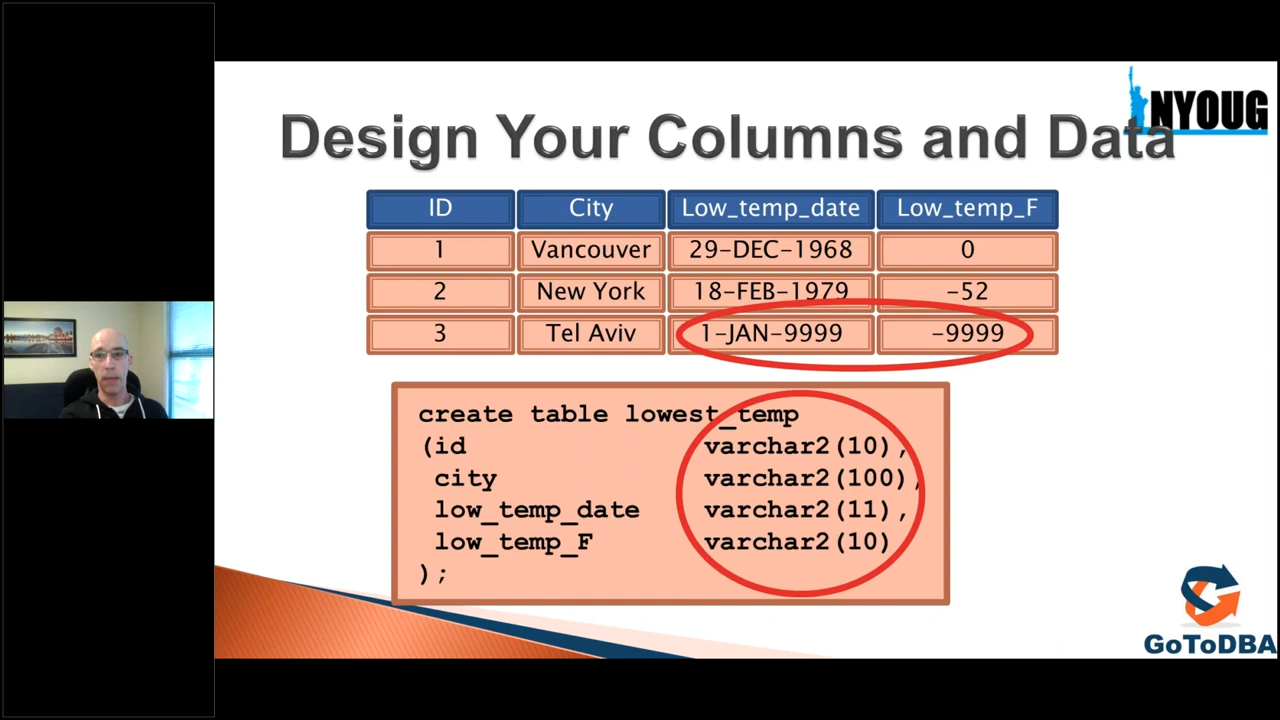 NYOUG
Design Your Columns and Data
ID City Low_temp_date Low_temp_F
1 Vancouver 29-DEC-1968 0
2 New York 18-FEB-1979 -52
3 Tel Aviv 1-JAN-9999 -9999
create table lowest_temp
(id varchar2(10),
city varchar2(100),
low_temp_date varchar2(11),
low_temp_F varchar2(10)
);
GoToDBA